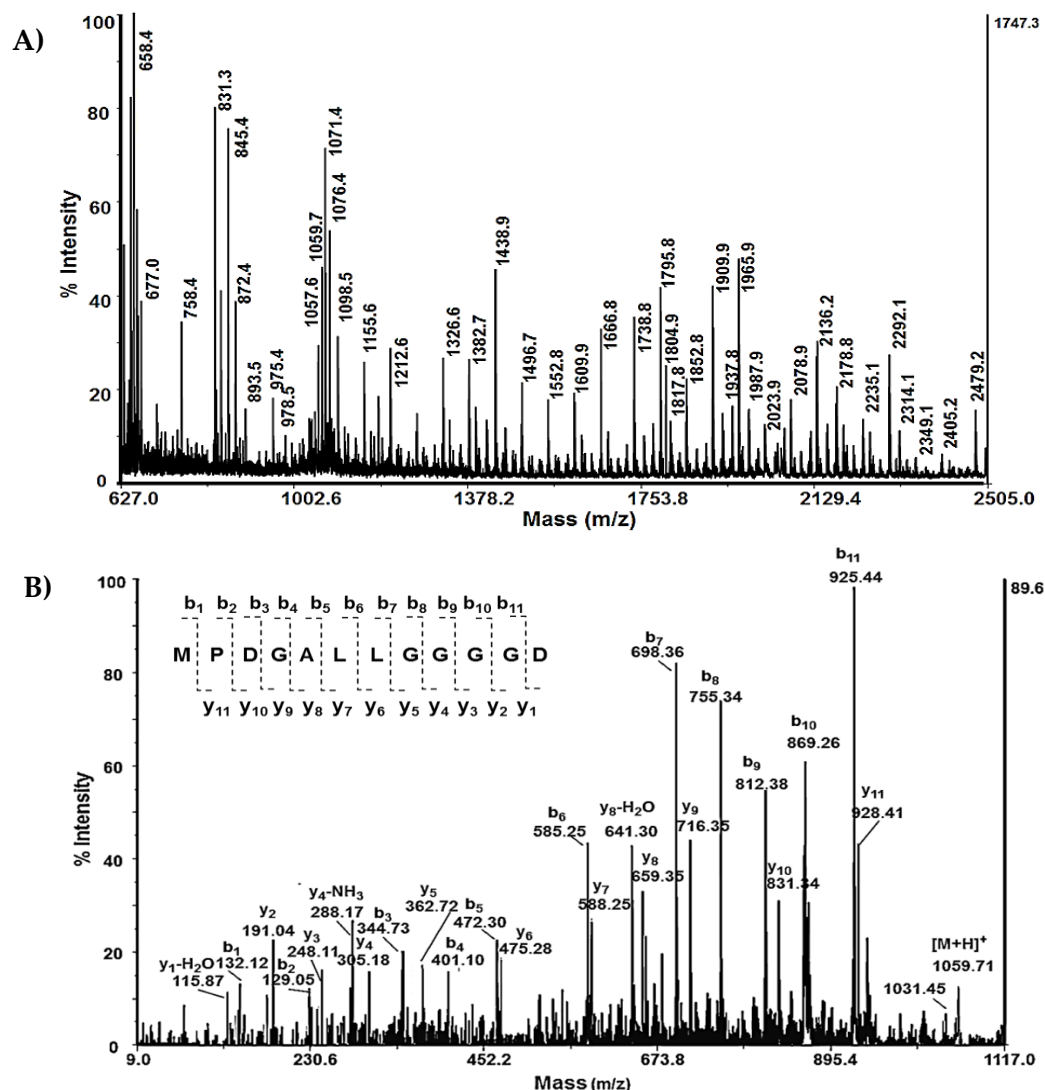 A)
100
80
60
40
20
0
% Intensity
1747.3
658.4
677.0
758.4
831.3
845.4
872.4
893.5
975.4
978.5
1057.6
1059.7
1071.4
1076.4
1098.5
1155.6
1212.6
1326.6
1382.7
1438.9
1496.7
1552.8
1609.9
1666.8
1738.8
1795.8
1804.9
1817.8
1852.8
1909.9
1937.8
1965.9
1987.9
2023.9
2078.9
2136.2
2178.8
2235.1
2292.1
2314.1
2349.1
2405.2
2479.2
627.0 1002.6 1378.2 1753.8 2129.4 2505.0
Mass (m/z)
B)
100
80
60
40
20
0
% Intensity
89.6
b1 b2 b3 b4 b5 b6 b7 b8 b9 b10 b11
M P D G A L L G G G G D
y11 y10 y9 y8 y7 y6 y5 y4 y3 y2 y1
y1-H2O
115.87
b1
132.12
y2
191.04
b2
129.05
y3
248.11
y4-NH3
288.17
y4
305.18
b3
344.73
y5
362.72
b4
401.10
b5
472.30
y6
475.28
b6
585.25
y7
588.25
y8-H2O
641.30
y8
659.35
b7
698.36
y9
716.35
b8
755.34
b9
812.38
y10
831.34
b10
869.26
b11
925.44
y11
928.41
1031.45
[M+H]+
1059.71
9.0 230.6 452.2 673.8 895.4 1117.0
Mass (m/z)